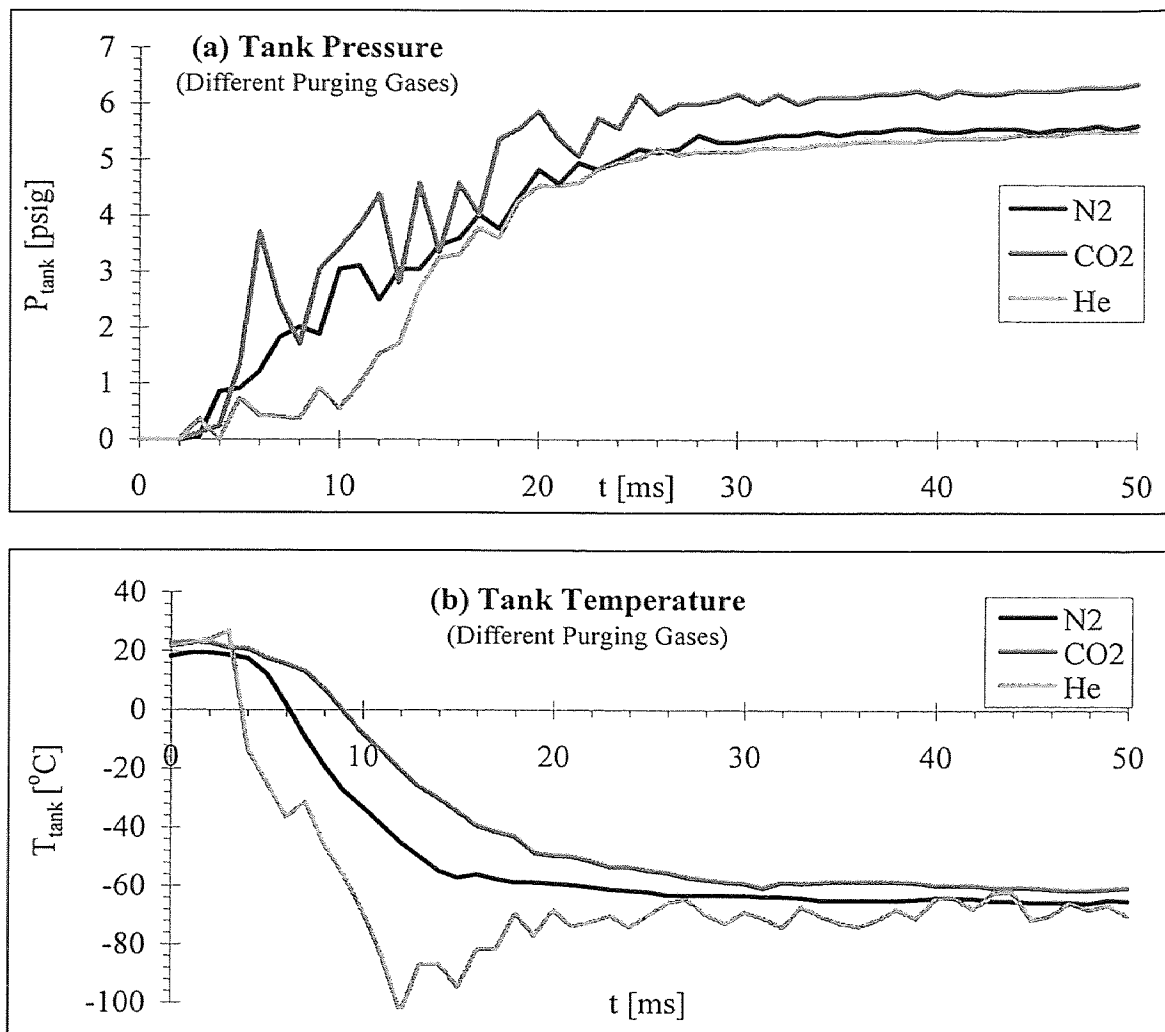 (a) Tank Pressure
(Different Purging Gases)
7
6
5
4
3
2
1
0
P_tank [psig]
N2
CO2
He
0 10 20 t [ms] 30 40 50
(b) Tank Temperature
(Different Purging Gases)
40
20
0
-20
-40
-60
-80
-100
T_tank [°C]
N2
CO2
He
0 10 20 30 40 50
t [ms]